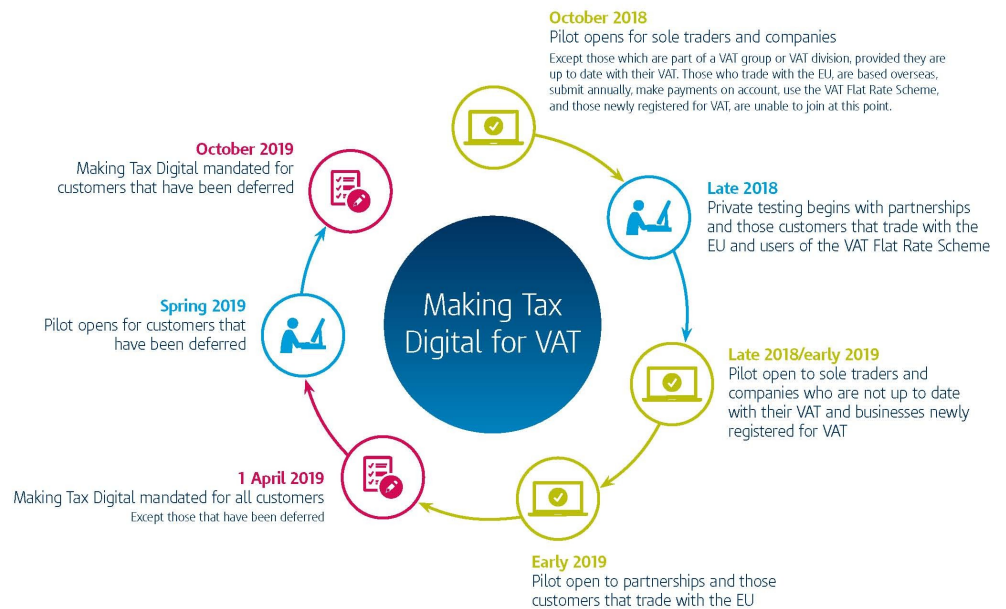 October 2018
Pilot opens for sole traders and companies
Except those which are part of a VAT group or VAT division, provided they are
up to date with their VAT. Those who trade with the EU, are based overseas,
submit annually, make payments on account, use the VAT Flat Rate Scheme,
and those newly registered for VAT, are unable to join at this point.
Late 2018
Private testing begins with partnerships
and those customers that trade with the
EU and users of the VAT Flat Rate Scheme
Late 2018/early 2019
Pilot open to sole traders and
companies who are not up to date
with their VAT and businesses newly
registered for VAT
Early 2019
Pilot open to partnerships and those
customers that trade with the EU
1 April 2019
Making Tax Digital mandated for all customers
Except those that have been deferred
Spring 2019
Pilot opens for customers that
have been deferred
October 2019
Making Tax Digital mandated for
customers that have been deferred
Making Tax
Digital for VAT